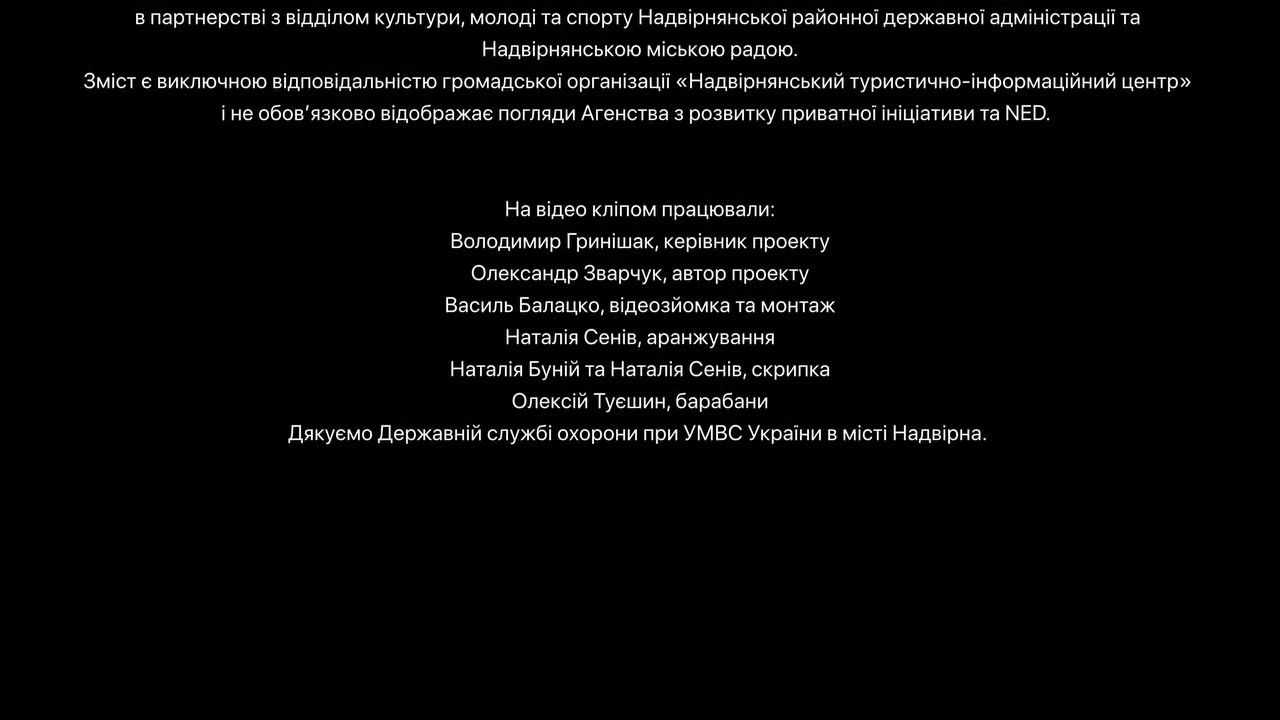 в партнерстві з відділом культури, молоді та спорту Надвірнянської районної державної адміністрації та
Надвірнянською міською радою.
Зміст є виключною відповідальністю громадської організації «Надвірнянський туристично-інформаційний центр»
і не обов’язково відображає погляди Агенства з розвитку приватної ініціативи та NED.
На відео кліпом працювали:
Володимир Гринішак, керівник проекту
Олександр Зварчук, автор проекту
Василь Балацко, відеозйомка та монтаж
Наталія Сенів, аранжування
Наталія Буній та Наталія Сенів, скрипка
Олексій Туєшин, барабани
Дякуємо Державній службі охорони при УМВС України в місті Надвірна.